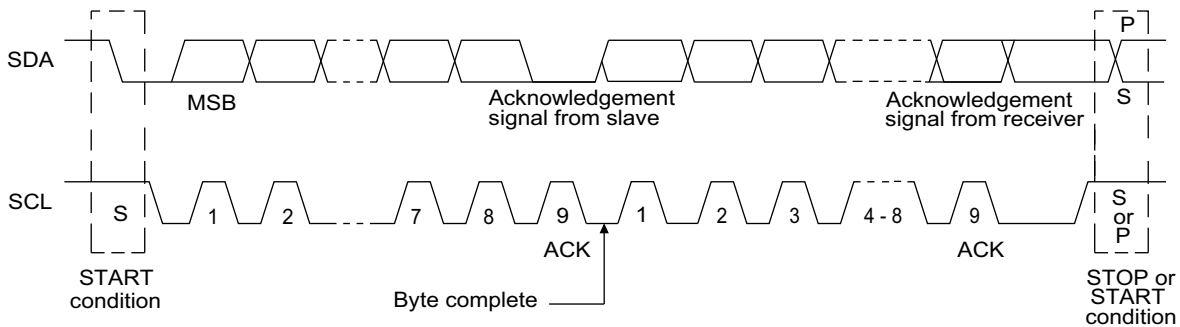 P
SDA
MSB
Acknowledgement
signal from slave
Acknowledgement
signal from receiver
S
SCL
S
1
2
7
8
9
1
2
3
4 - 8
9
S
or
P
ACK
ACK
START
condition
Byte complete
STOP or
START
condition